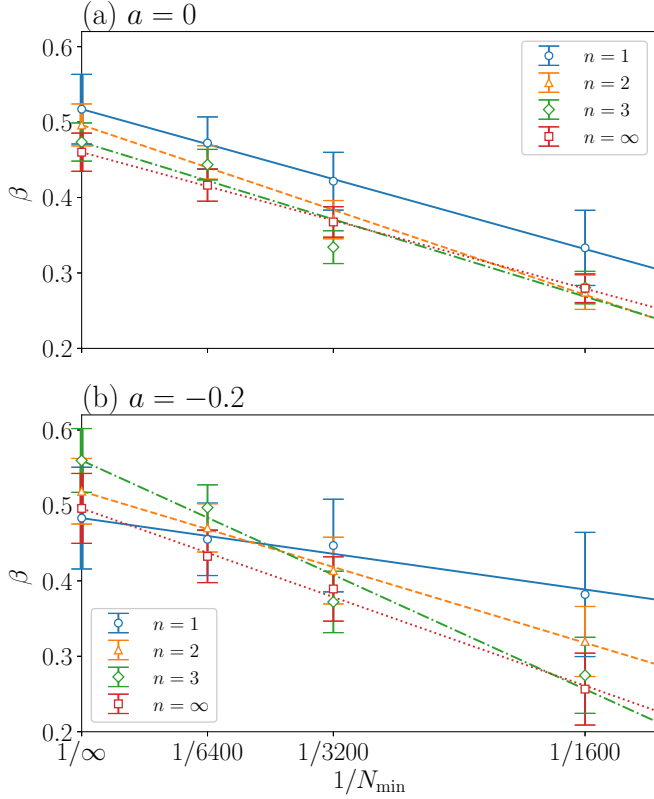 (a) a = 0
0.6
0.5
0.4
0.3
0.2
β
n = 1
n = 2
n = 3
n = ∞
(b) a = −0.2
0.6
0.5
0.4
0.3
0.2
β
n = 1
n = 2
n = 3
n = ∞
1/∞ 1/6400 1/3200 1/1600
1/N_min